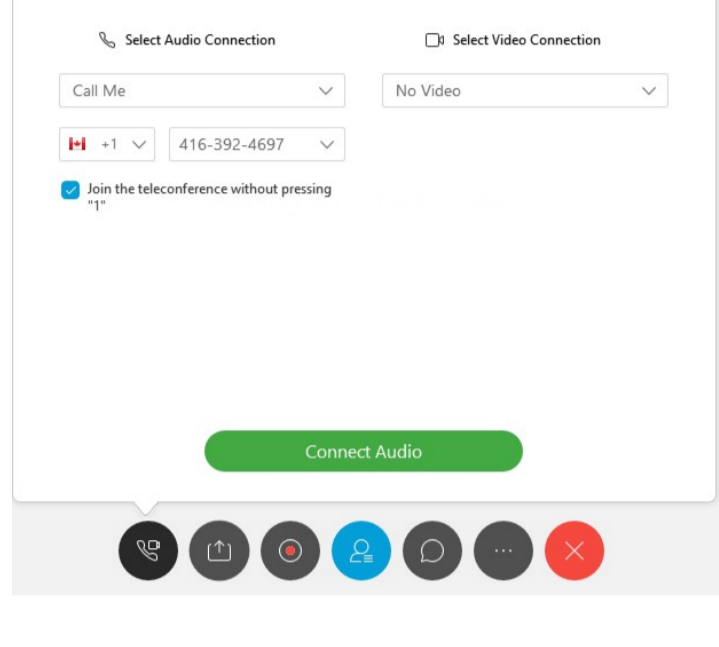 Select Audio Connection
Select Video Connection
Call Me
No Video
+1
416-392-4697
Join the teleconference without pressing
"1"
Connect Audio